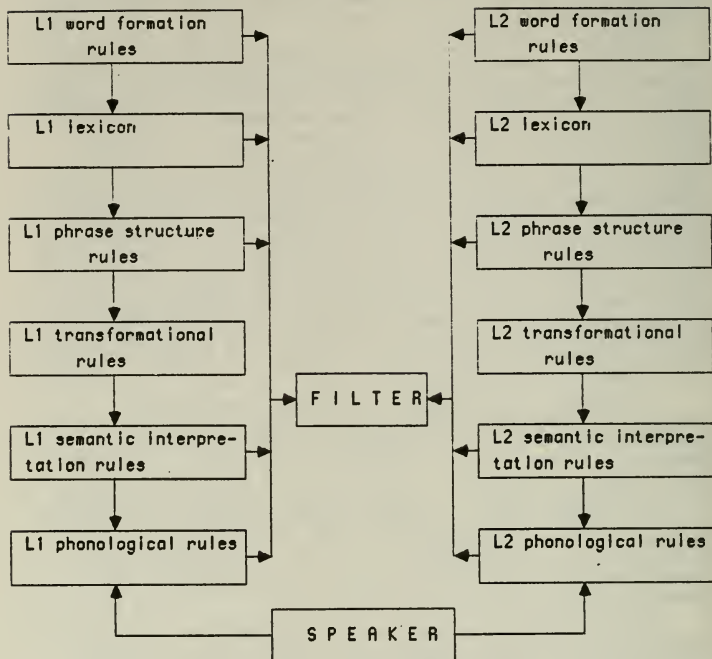 L1 word formation
rules
L1 lexicon
L1 phrase structure
rules
L1 transformational
rules
L1 semantic interpre-
tation rules
L1 phonological rules
FILTER
L2 word formation
rules
L2 lexicon
L2 phrase structure
rules
L2 transformational
rules
L2 semantic interpre-
tation rules
L2 phonological rules
SPEAKER